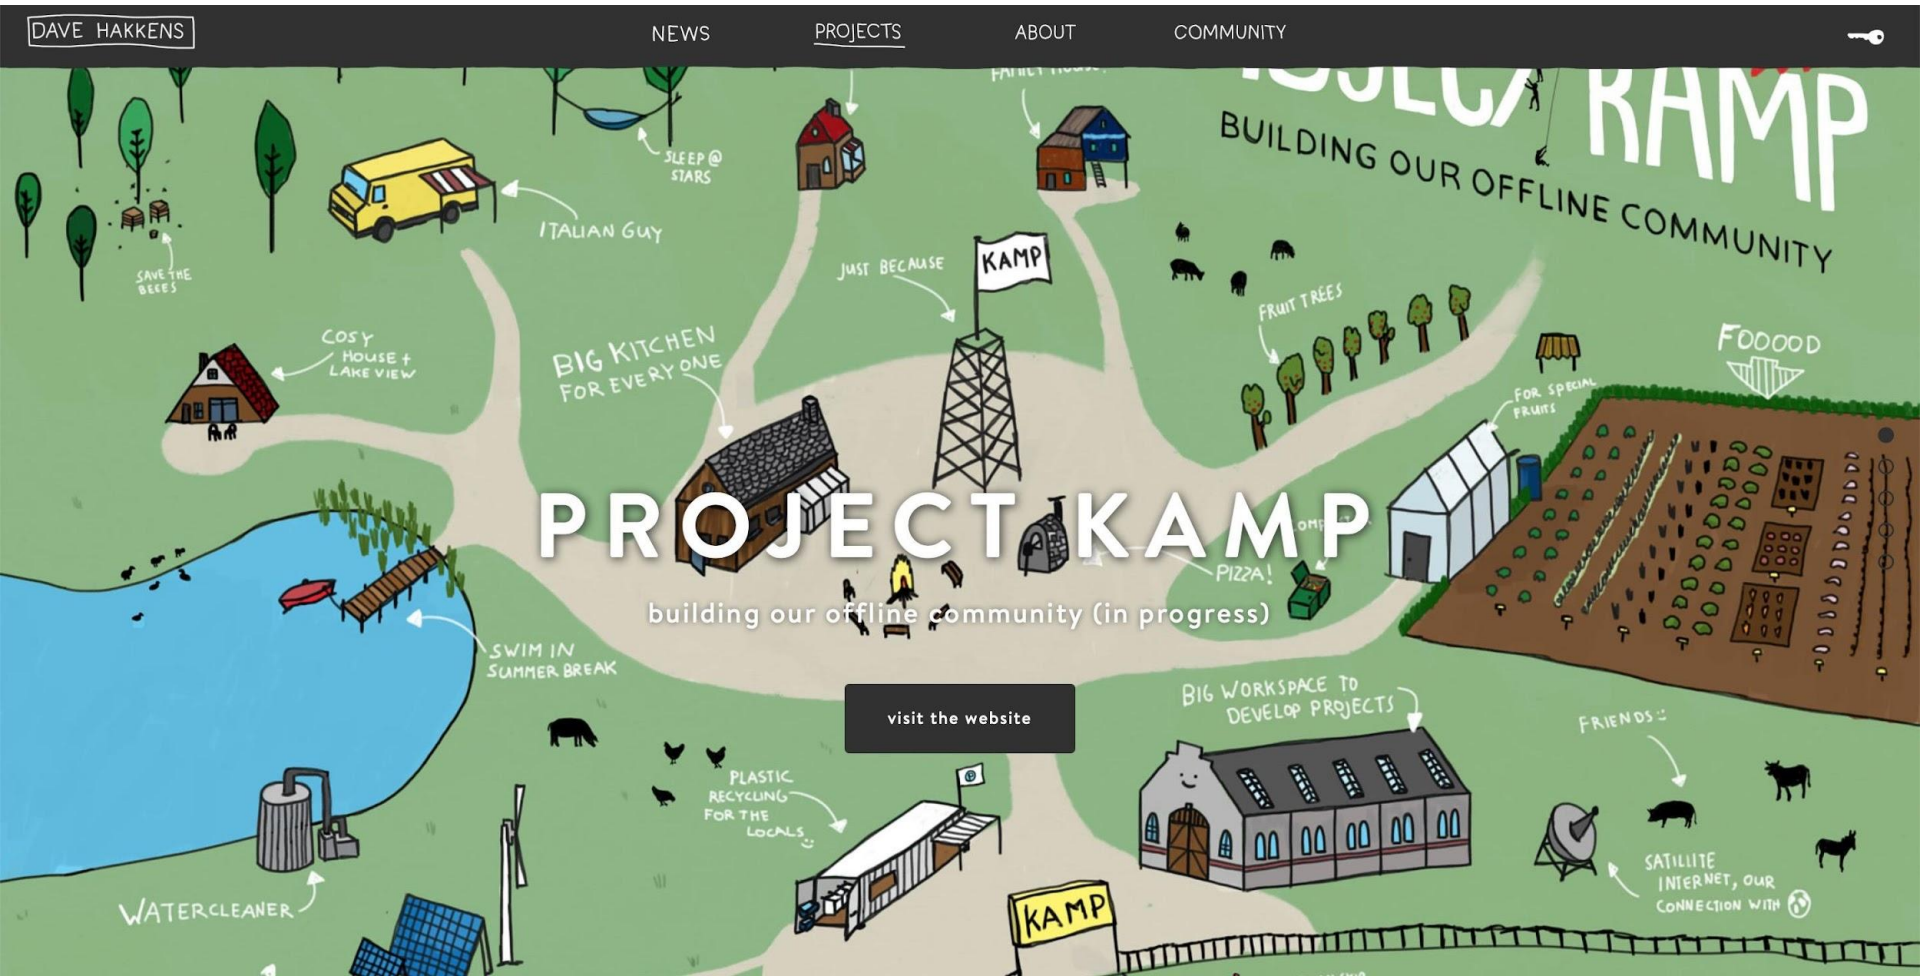 DAVE HAKKENS
NEWS
PROJECTS
ABOUT
COMMUNITY
KAMP
BUILDING OUR OFFLINE COMMUNITY
SLEEP @
STARS
ITALIAN GUY
SAVE THE
BEEES
JUST BECAUSE
KAMP
FRUIT TREES
COSY
HOUSE +
LAKE VIEW
BIG KITCHEN
FOR EVERY ONE
FOOOOD
FOR SPECIAL
FRUITS
PROJECT KAMP
PIZZA!
building our offline community (in progress)
SWIM IN
SUMMER BREAK
visit the website
BIG WORKSPACE TO
DEVELOP PROJECTS
FRIENDS
PLASTIC
RECYCLING
FOR THE
LOCALS
P
SATILLITE
INTERNET, OUR
CONNECTION WITH
WATERCLEANER
KAMP